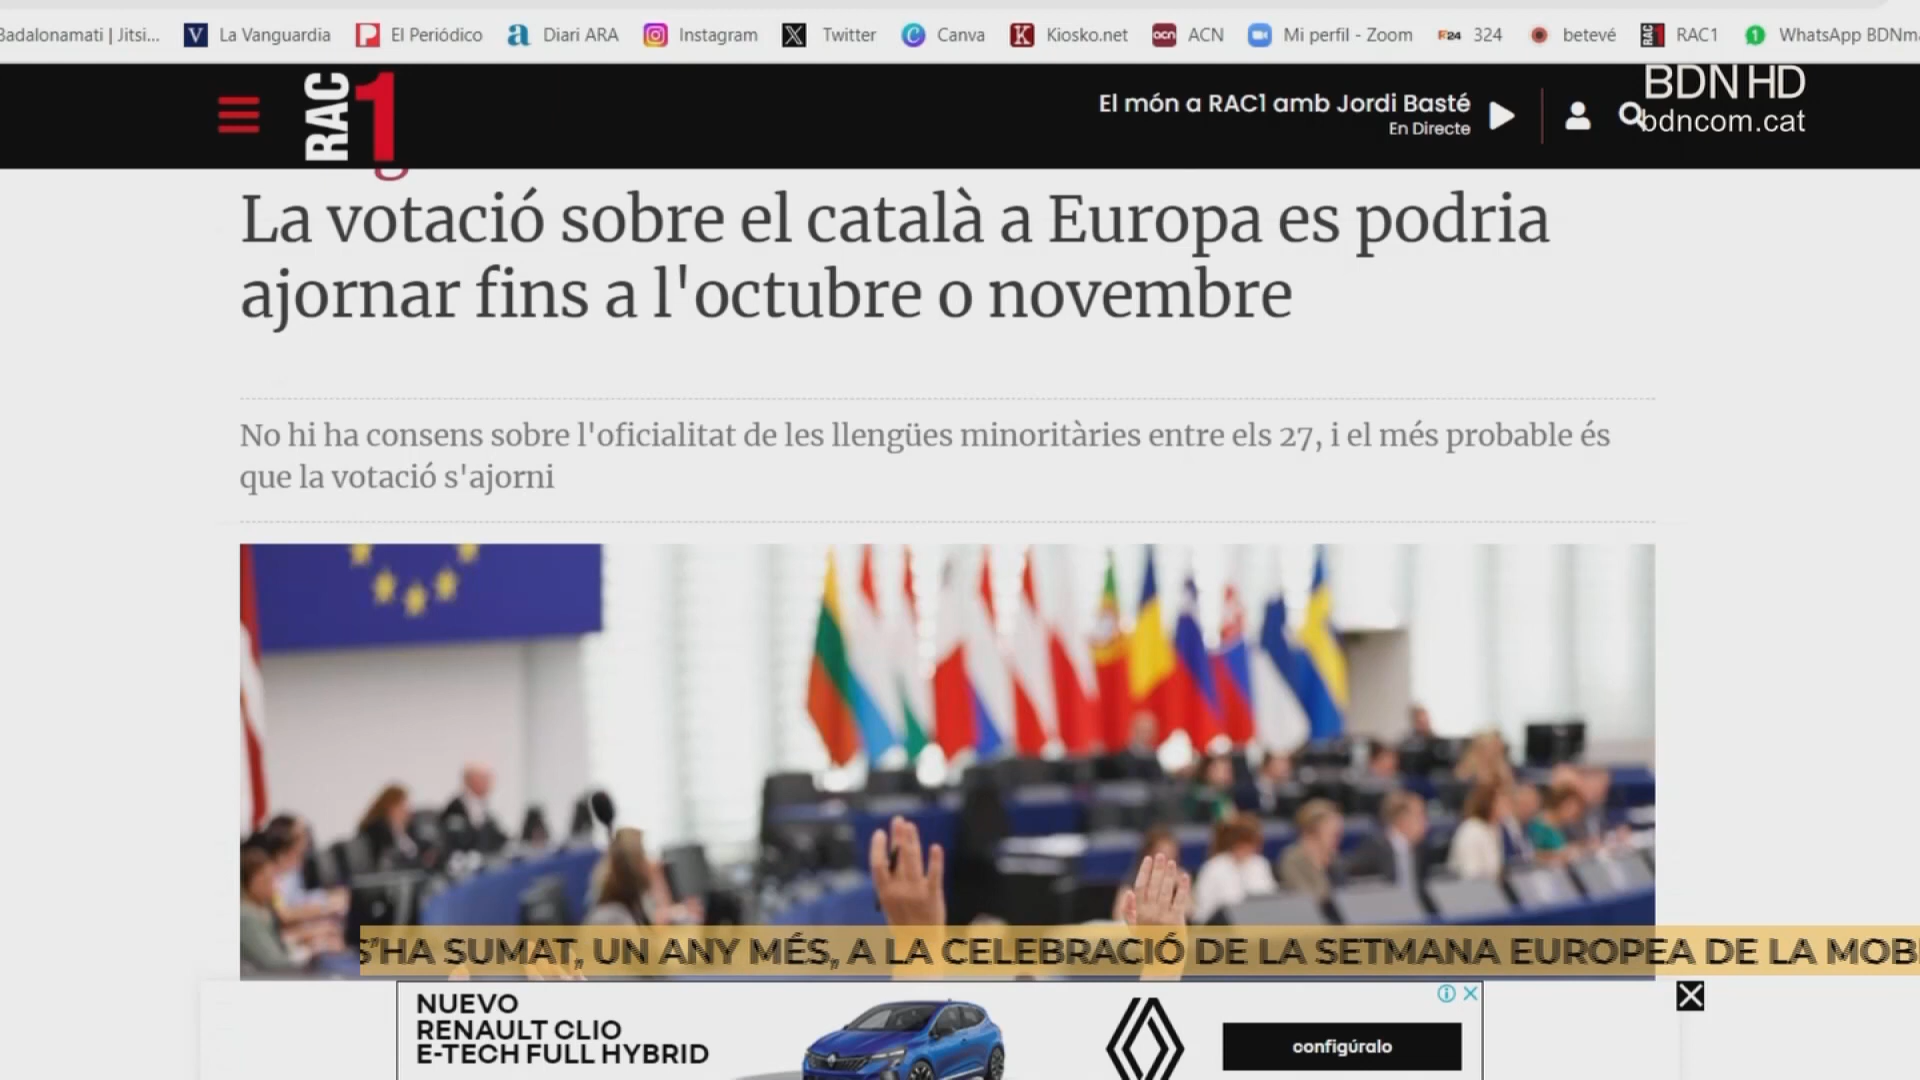 Badalonamati | Jitsi... La Vanguardia El Periódico Diari ARA Instagram Twitter Canva Kiosko.net ACN Mi perfil - Zoom 324 betevé RAC1 WhatsApp
RAC1
El món a RAC1 amb Jordi Basté
En Directe
BDN HD
bdncom.cat
La votació sobre el català a Europa es podria
ajornar fins a l'octubre o novembre
No hi ha consens sobre l'oficialitat de les llengües minoritàries entre els 27, i el més probable és
que la votació s'ajorni
S'HA SUMAT, UN ANY MÉS, A LA CELEBRACIÓ DE LA SETMANA EUROPEA DE LA
NUEVO
RENAULT CLIO
E-TECH FULL HYBRID
configúralo